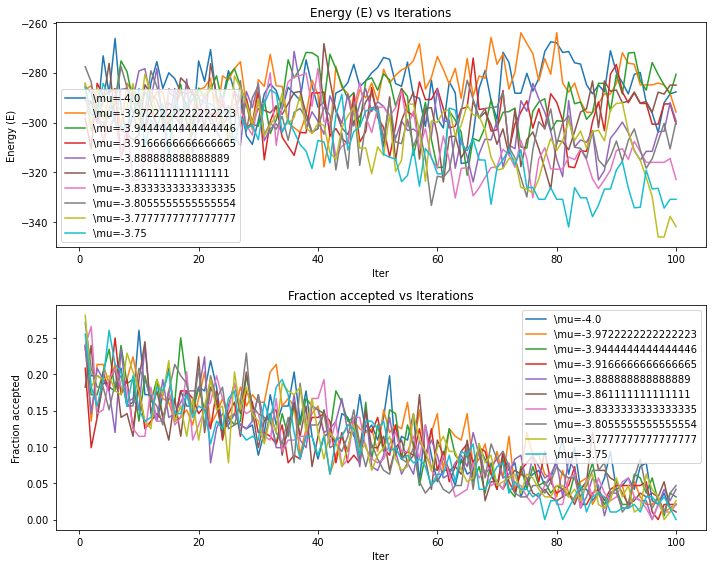 Energy (E) vs Iterations
−260
−280
−300
−320
−340
Energy (E)
\mu=-4.0
\mu=-3.9722222222222223
\mu=-3.9444444444444446
\mu=-3.9166666666666665
\mu=-3.888888888888889
\mu=-3.861111111111111
\mu=-3.8333333333333335
\mu=-3.8055555555555554
\mu=-3.7777777777777777
\mu=-3.75
0 20 40 60 80 100
Iter
Fraction accepted vs Iterations
0.25
0.20
0.15
0.10
0.05
0.00
Fraction accepted
\mu=-4.0
\mu=-3.9722222222222223
\mu=-3.9444444444444446
\mu=-3.9166666666666665
\mu=-3.888888888888889
\mu=-3.861111111111111
\mu=-3.8333333333333335
\mu=-3.8055555555555554
\mu=-3.7777777777777777
\mu=-3.75
0 20 40 60 80 100
Iter